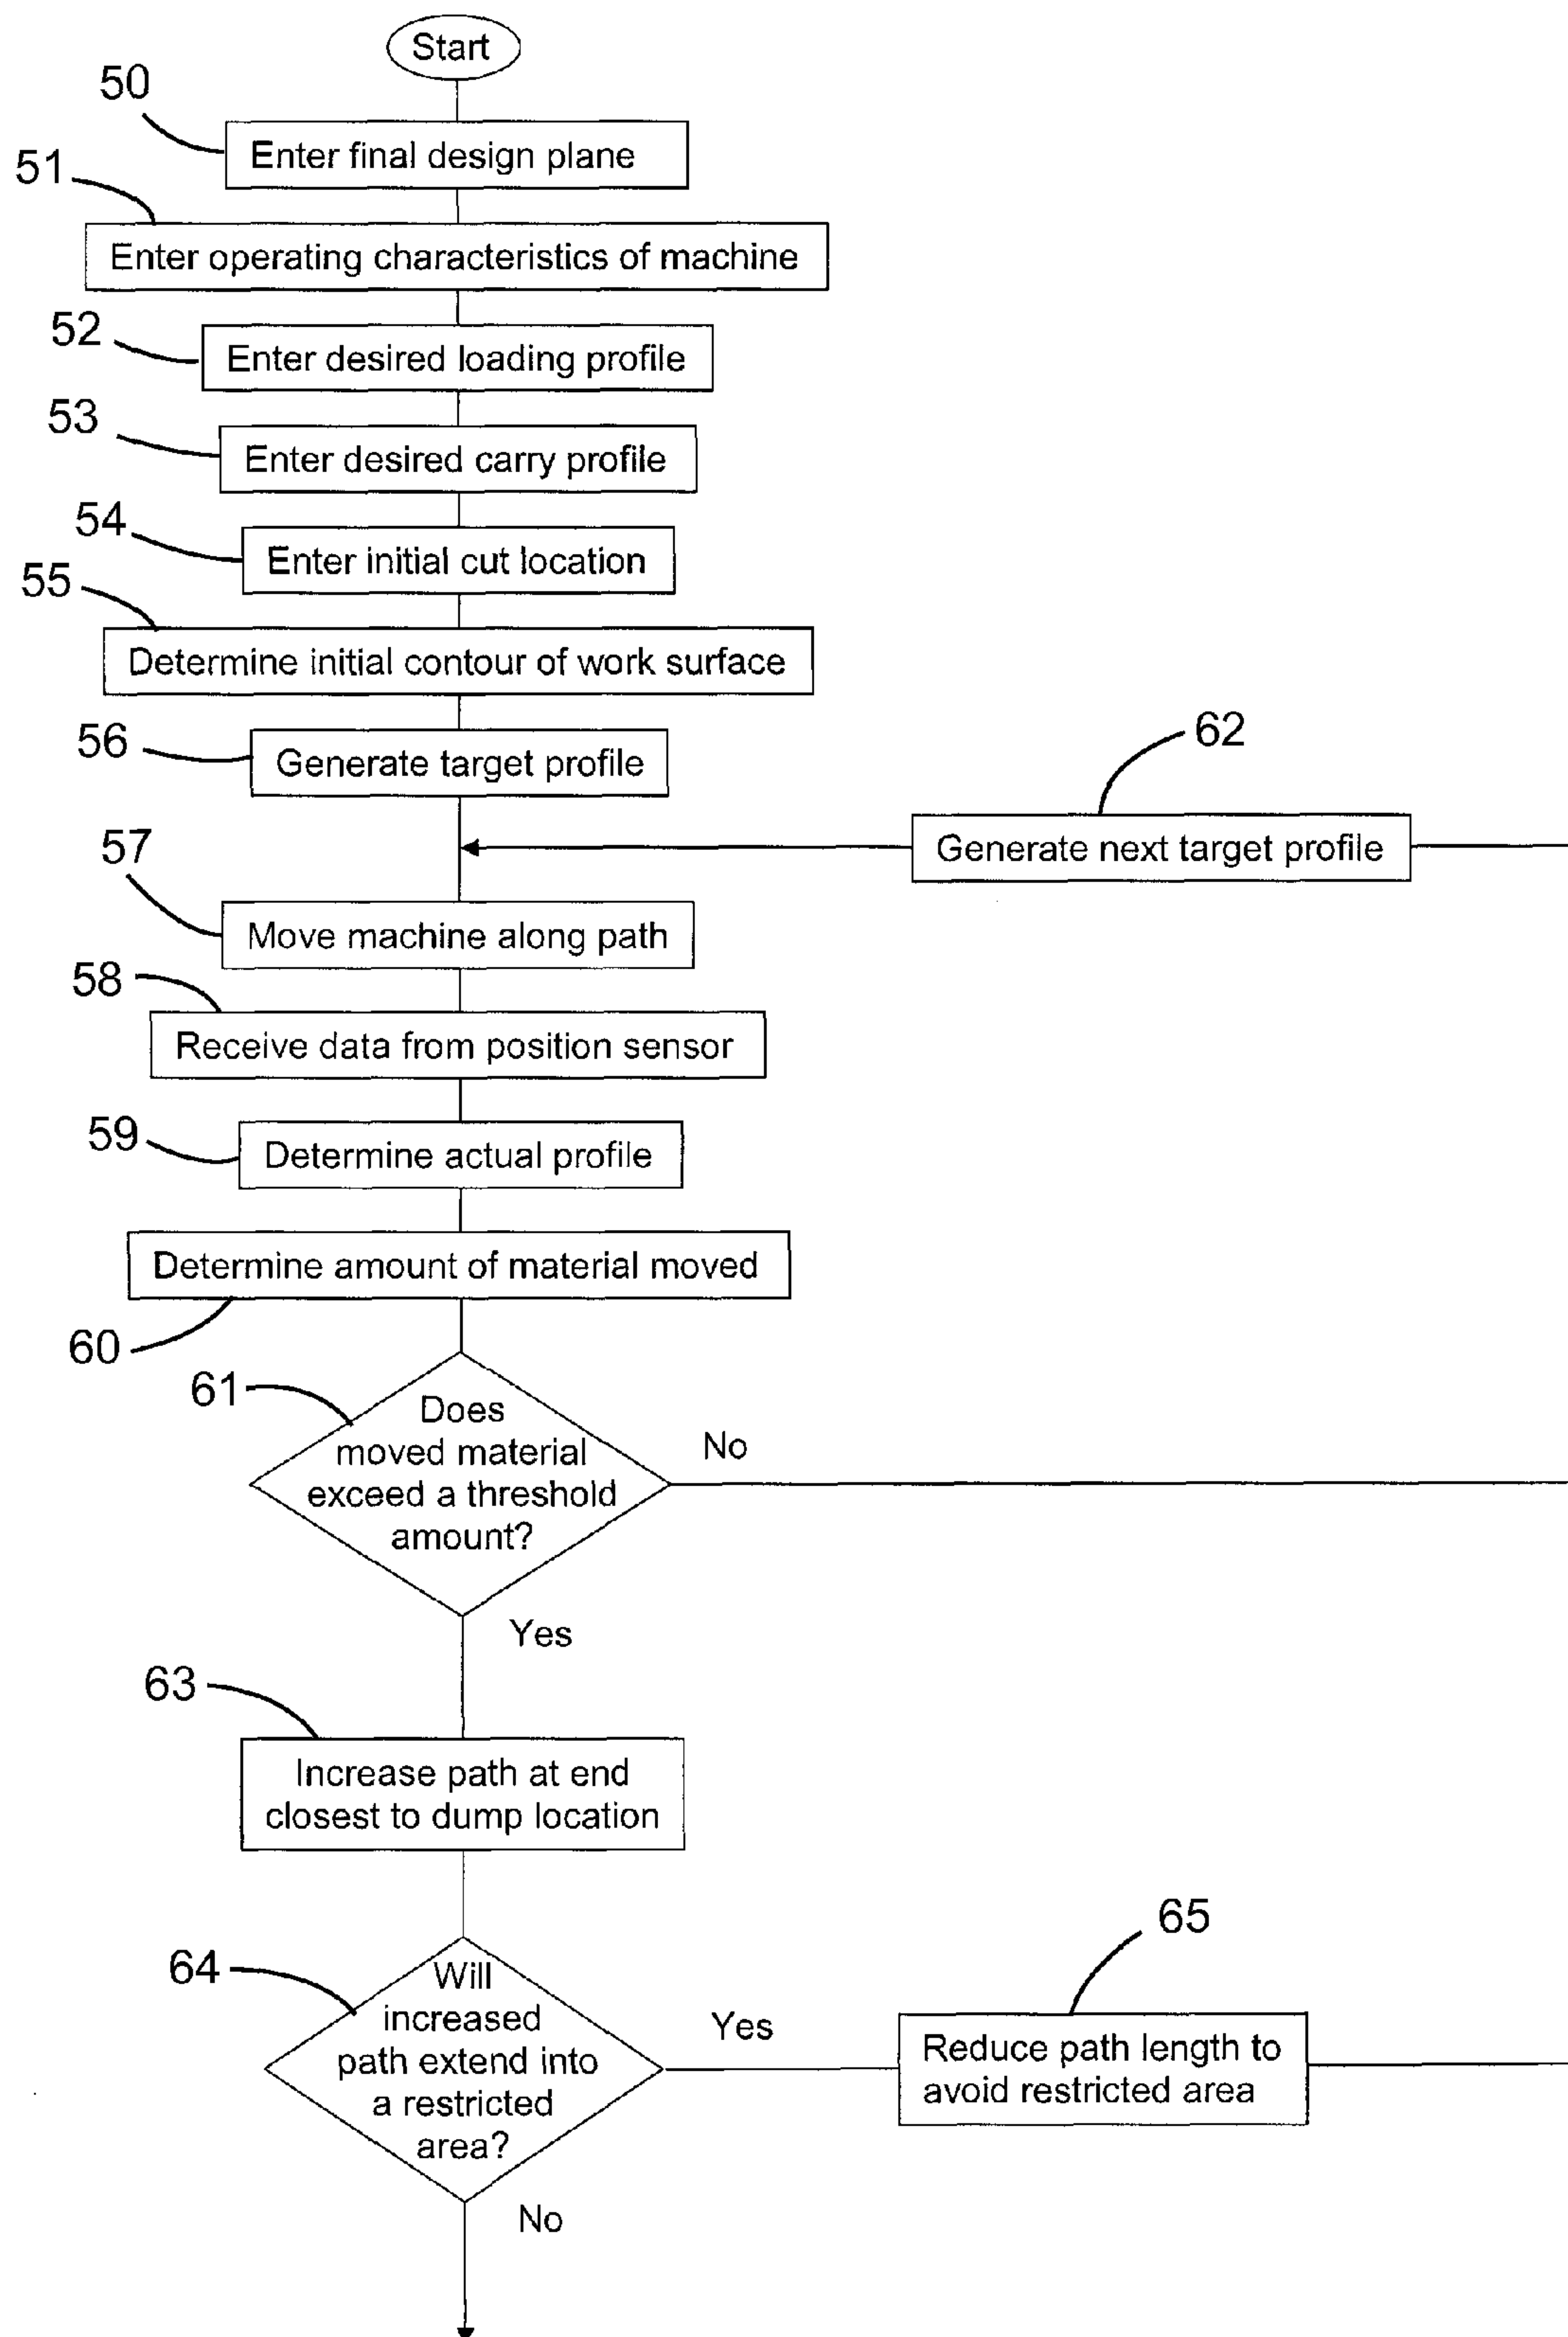 Start
50
Enter final design plane
51
Enter operating characteristics of machine
52
Enter desired loading profile
53
Enter desired carry profile
54
Enter initial cut location
55
Determine initial contour of work surface
56
Generate target profile
62
Generate next target profile
57
Move machine along path
58
Receive data from position sensor
59
Determine actual profile
Determine amount of material moved
60
61
Does
moved material
exceed a threshold
amount?
No
Yes
63
Increase path at end
closest to dump location
64
Will
increased
path extend into
a restricted
area?
Yes
65
Reduce path length to
avoid restricted area
No